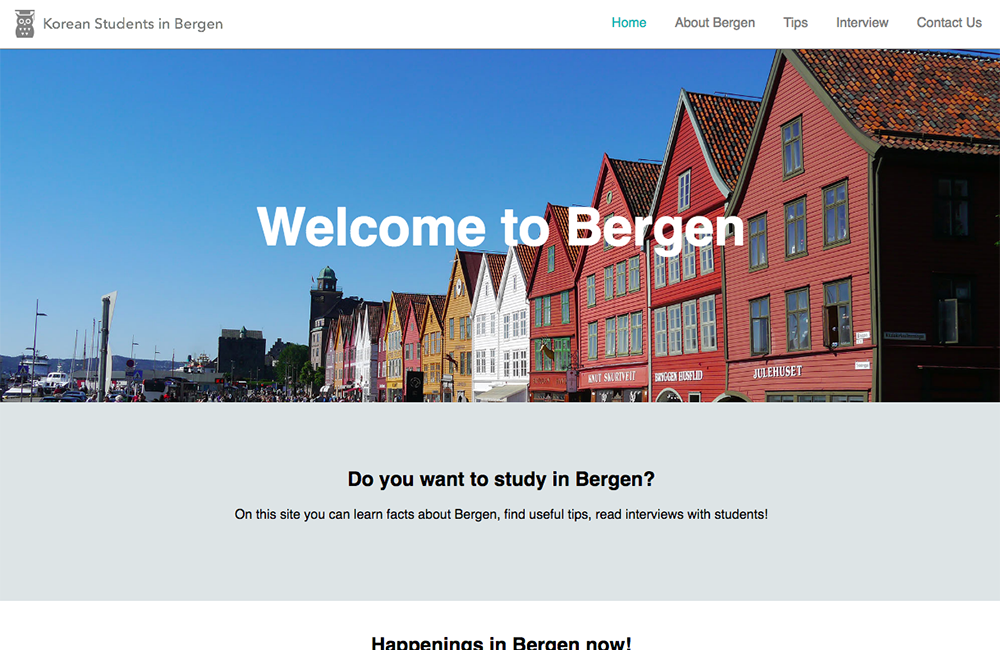 Korean Students in Bergen
Home
About Bergen
Tips
Interview
Contact Us
Welcome to Bergen
KNUT SKURTVEIT
BRYGGEN HUSFLID
JULEHUSET
Do you want to study in Bergen?
On this site you can learn facts about Bergen, find useful tips, read interviews with students!
Happenings in Bergen now!